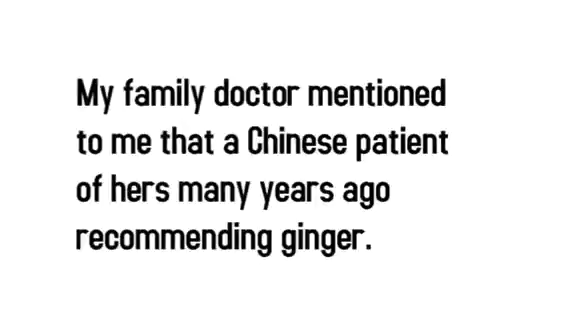 My family doctor mentioned
to me that a Chinese patient
of hers many years ago
recommending ginger.